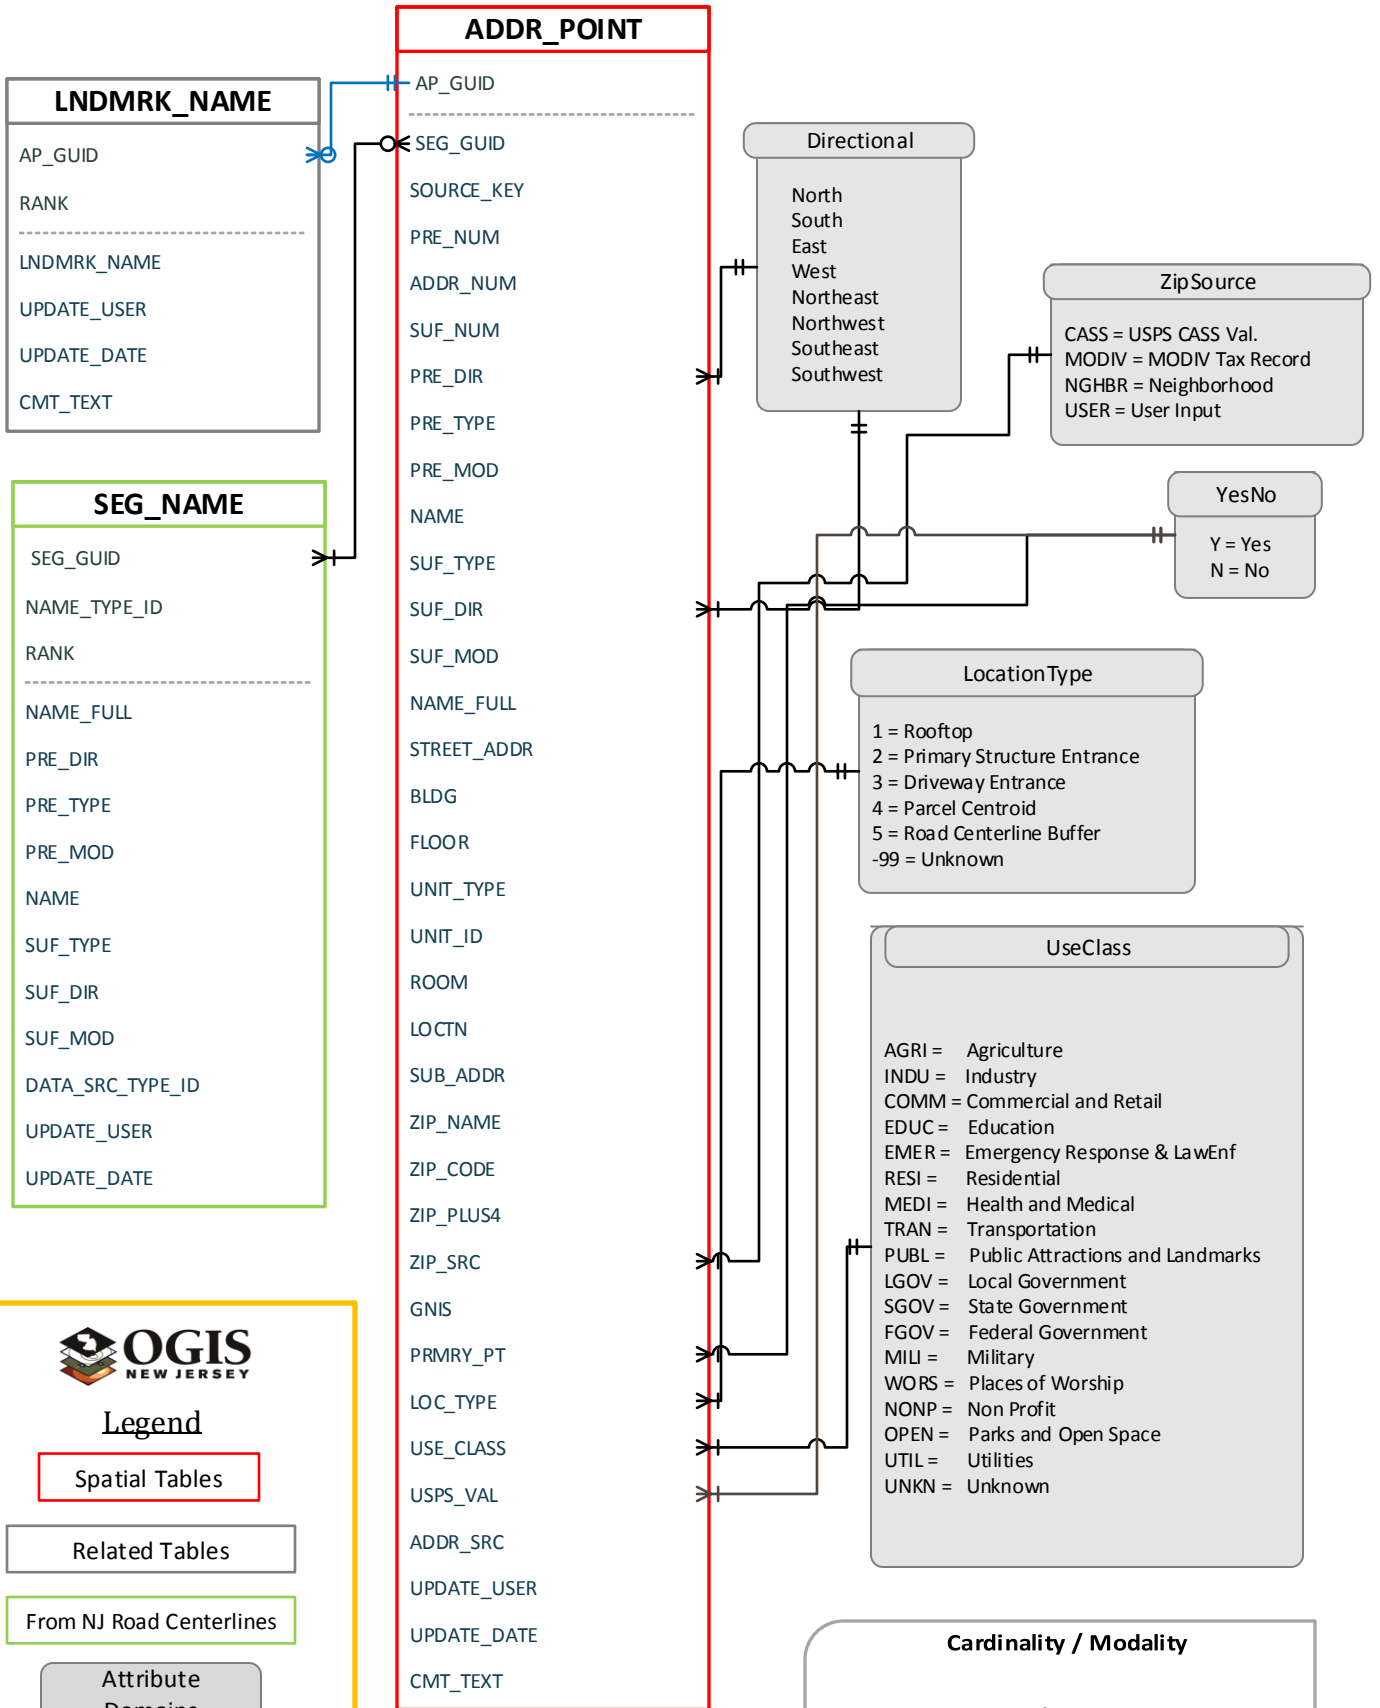 ADDR_POINT
AP_GUID
SEG_GUID
SOURCE_KEY
PRE_NUM
ADDR_NUM
SUF_NUM
PRE_DIR
PRE_TYPE
PRE_MOD
NAME
SUF_TYPE
SUF_DIR
SUF_MOD
NAME_FULL
STREET_ADDR
BLDG
FLOOR
UNIT_TYPE
UNIT_ID
ROOM
LOCTN
SUB_ADDR
ZIP_NAME
ZIP_CODE
ZIP_PLUS4
ZIP_SRC
GNIS
PRMRY_PT
LOC_TYPE
USE_CLASS
USPS_VAL
ADDR_SRC
UPDATE_USER
UPDATE_DATE
CMT_TEXT
LNDMRK_NAME
AP_GUID
RANK
LNDMRK_NAME
UPDATE_USER
UPDATE_DATE
CMT_TEXT
SEG_NAME
SEG_GUID
NAME_TYPE_ID
RANK
NAME_FULL
PRE_DIR
PRE_TYPE
PRE_MOD
NAME
SUF_TYPE
SUF_DIR
SUF_MOD
DATA_SRC_TYPE_ID
UPDATE_USER
UPDATE_DATE
Directional
North
South
East
West
Northeast
Northwest
Southeast
Southwest
ZipSource
CASS = USPS CASS Val.
MODIV = MODIV Tax Record
NGHBR = Neighborhood
USER = User Input
YesNo
Y = Yes
N = No
LocationType
1 = Rooftop
2 = Primary Structure Entrance
3 = Driveway Entrance
4 = Parcel Centroid
5 = Road Centerline Buffer
-99 = Unknown
UseClass
AGRI = Agriculture
INDU = Industry
COMM = Commercial and Retail
EDUC = Education
EMER = Emergency Response & LawEnf
RESI = Residential
MEDI = Health and Medical
TRAN = Transportation
PUBL = Public Attractions and Landmarks
LGOV = Local Government
SGOV = State Government
FGOV = Federal Government
MILI = Military
WORS = Places of Worship
NONP = Non Profit
OPEN = Parks and Open Space
UTIL = Utilities
UNKN = Unknown
OGIS
NEW JERSEY
Legend
Spatial Tables
Related Tables
From NJ Road Centerlines
Attribute
Cardinality / Modality